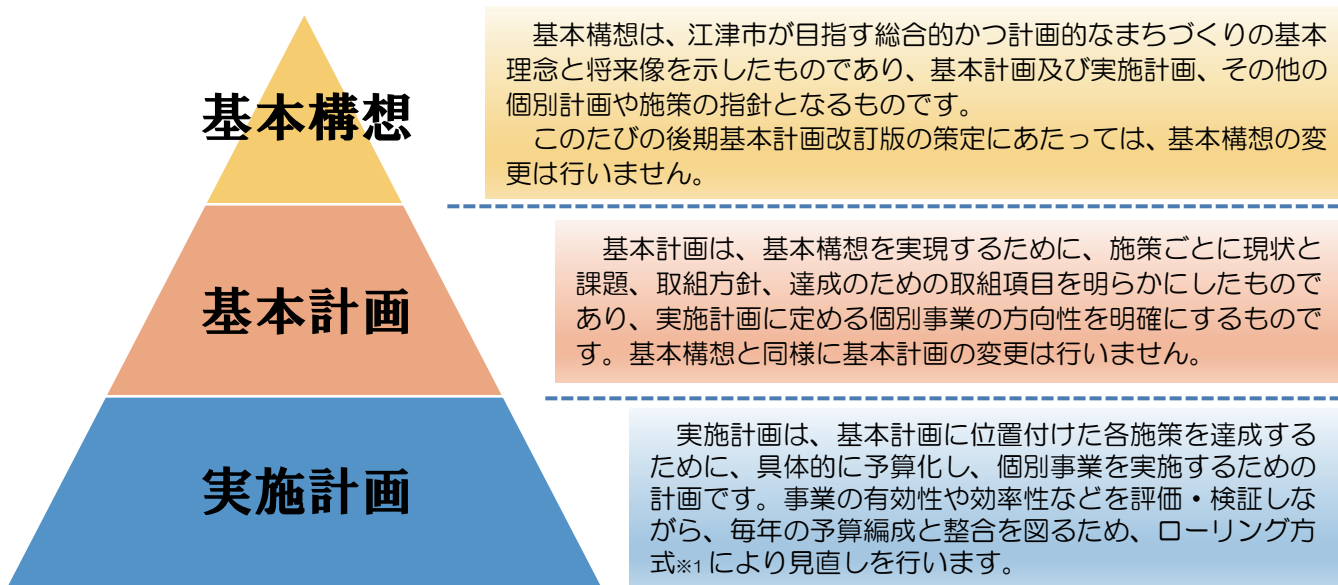 基本構想
基本構想は、江津市が目指す総合的かつ計画的なまちづくりの基本
理念と将来像を示したものであり、基本計画及び実施計画、その他の
個別計画や施策の指針となるものです。
このたびの後期基本計画改訂版の策定にあたっては、基本構想の変
更は行いません。
基本計画
基本計画は、基本構想を実現するために、施策ごとに現状と
課題、取組方針、達成のための取組項目を明らかにしたもので
あり、実施計画に定める個別事業の方向性を明確にするもので
す。基本構想と同様に基本計画の変更は行いません。
実施計画
実施計画は、基本計画に位置付けた各施策を達成する
ために、具体的に予算化し、個別事業を実施するための
計画です。事業の有効性や効率性などを評価・検証しな
がら、毎年の予算編成と整合を図るため、ローリング方
式※1 により見直しを行います。